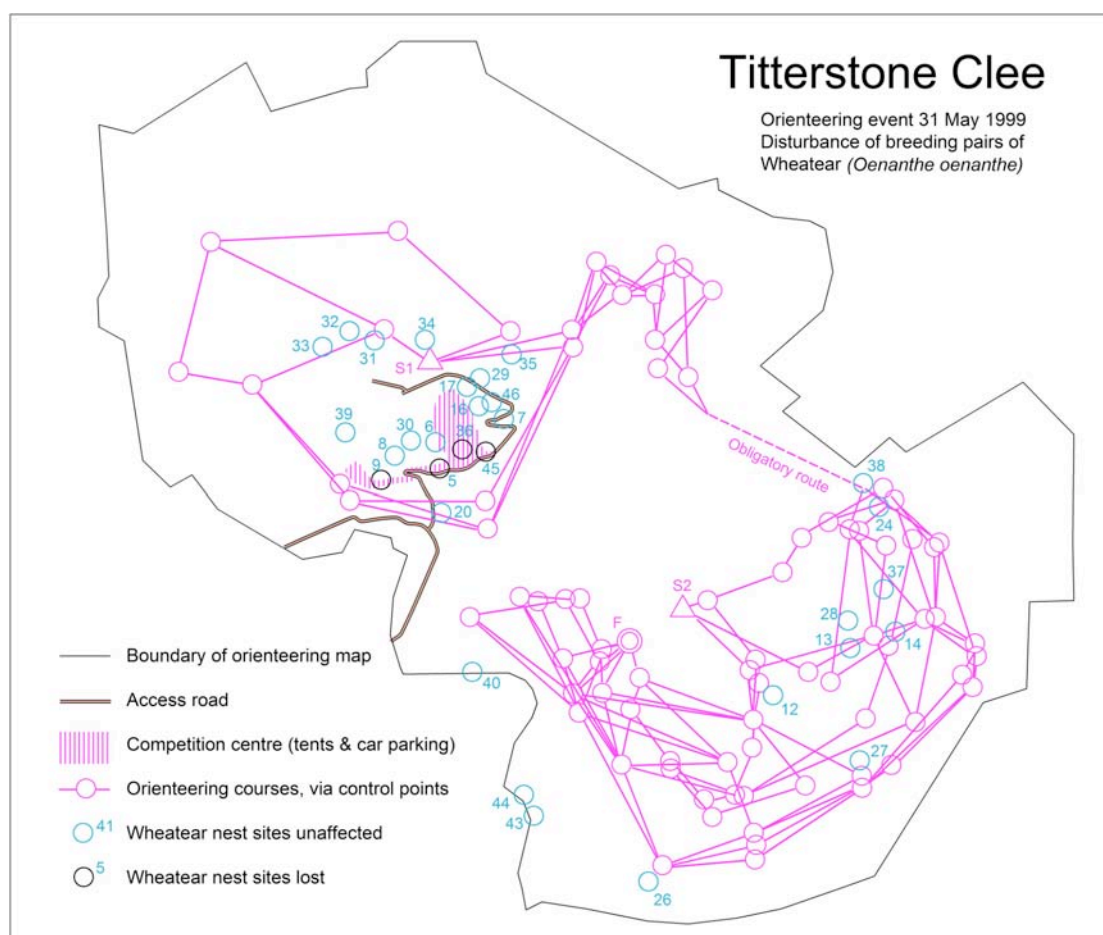 Titterstone Clee
Orienteering event 31 May 1999
Disturbance of breeding pairs of
Wheatear (Oenanthe oenanthe)
34
32
33
31
S1
35
29
17
46
16
7
39
30
6
36
8
9
5
45
20
Obligatory route
38
24
37
S2
28
F
13
14
40
12
27
44
43
26
Boundary of orienteering map
Access road
Competition centre (tents & car parking)
Orienteering courses, via control points
41
Wheatear nest sites unaffected
5
Wheatear nest sites lost